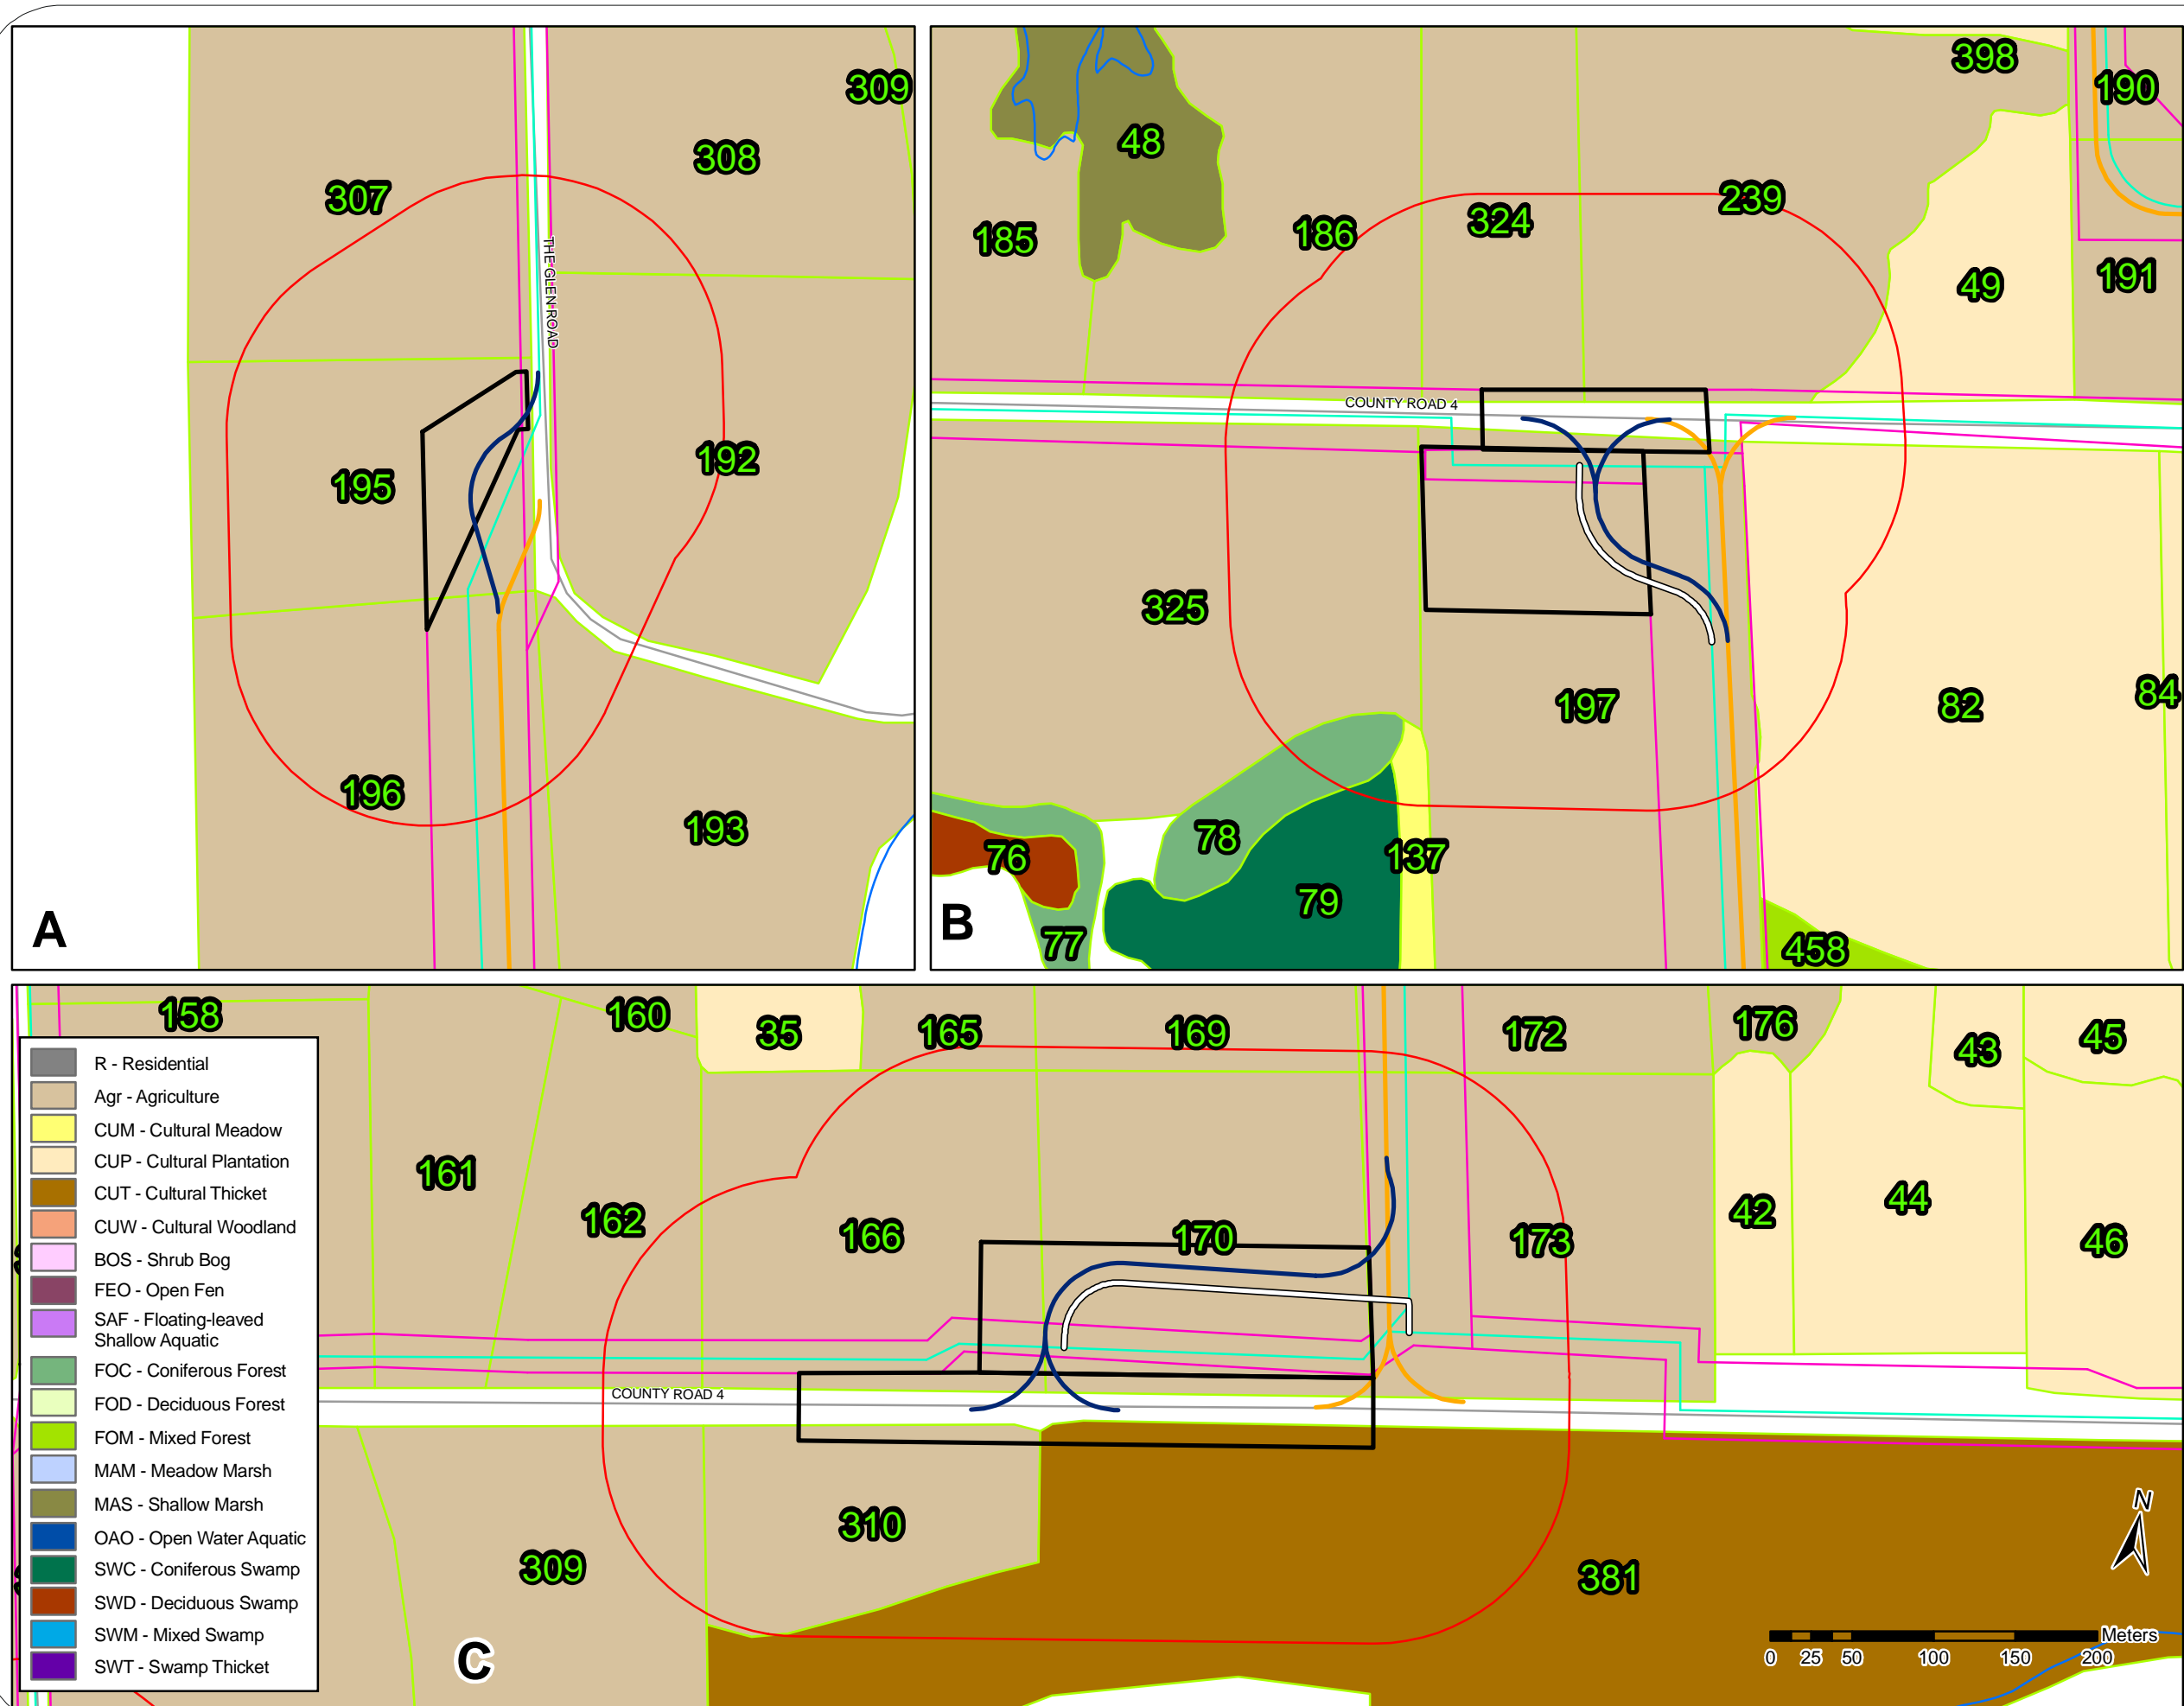 309
308
307
THE GLEN ROAD
192
195
196
193
A
398
190
48
239
324
186
185
191
49
COUNTY ROAD 4
325
197
82
84
78
76
137
79
77
458
B
158
160
35
165
169
172
176
43
45
161
162
166
170
173
42
44
46
COUNTY ROAD 4
310
309
381
C
R - Residential
Agr - Agriculture
CUM - Cultural Meadow
CUP - Cultural Plantation
CUT - Cultural Thicket
CUW - Cultural Woodland
BOS - Shrub Bog
FEO - Open Fen
SAF - Floating-leaved
Shallow Aquatic
FOC - Coniferous Forest
FOD - Deciduous Forest
FOM - Mixed Forest
MAM - Meadow Marsh
MAS - Shallow Marsh
OAO - Open Water Aquatic
SWC - Coniferous Swamp
SWD - Deciduous Swamp
SWM - Mixed Swamp
SWT - Swamp Thicket
N
Meters
0 25 50 100 150 200